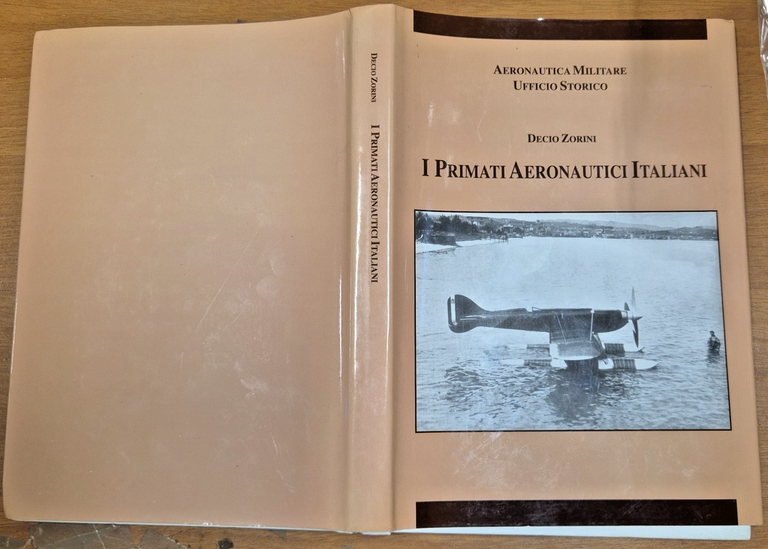 Decio Zorini
I Primati Aeronautici Italiani
Aeronautica Militare
Ufficio Storico
Decio Zorini
I Primati Aeronautici Italiani